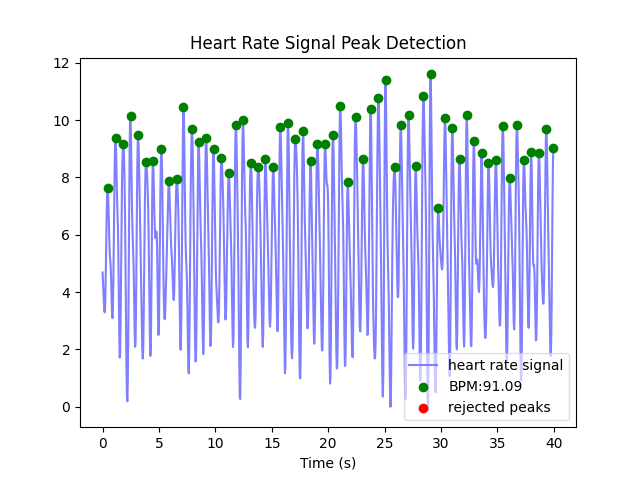 Heart Rate Signal Peak Detection
12
10
8
6
4
2
0
heart rate signal
BPM:91.09
rejected peaks
0 5 10 15 20 25 30 35 40
Time (s)